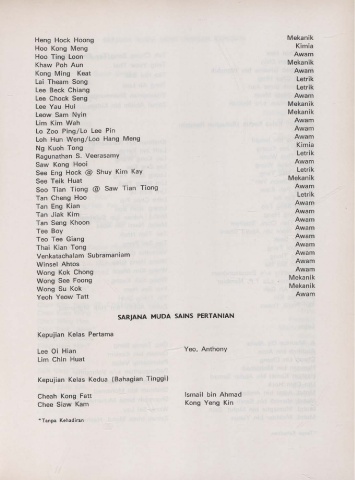 Heng Hock Hoong Mekanik
Hoo Kong Meng Kimia
Hoo Ting Leon Awam
Khaw Poh Aun Mekanik
Kong Ming Keat Awam
Lai Theam Song Letrik
Lee Beck Chiang Letrik
Lee Chock Seng Awam
Lee Yau Hui Mekanik
Leow Sam Nyin Mekanik
Lim Kim Wah Awam
Lo Zoo Ping/Lo Lee Pin Awam
Loh Hun Weng/Loo Hang Meng Awam
Ng Kuoh Tong Kimia
Ragunathan S. Veerasamy Letrik
Saw Kong Hooi Awam
See Eng Hock @ Shuy Kim Kay Letrik
See Teik Huat Mekanik
Soo Tian Tiong @ Saw Tian Tiong Awam
Tan Cheng Hoo Letrik
Tan Eng Kian Awam
Tan Jiak Kim Awam
Tan Seng Khoon Awam
Tee Boy Awam
Teo Tee Giang Awam
Thai Kian Tong Awam
Venkatachalam Subramaniam Awam
Winsel Ahtos Awam
Wong Kok Chong Awam
Wong See Foong Mekanik
Wong Su Kok Mekanik
Yeoh Yeow Tatt Awam
SARJANA MUDA SAINS PERTANIAN
Kepujian Kelas Pertama
Lee Oi Hian Yeo, Anthony
Lim Chin Huat
Kepujian Kelas Kedua (Bahagian Tinggi)
Cheah Kong Fatt Ismail bin Ahmad
Chee Siaw Kam Kong Yeng Kin
*Tanpa Kehadiran